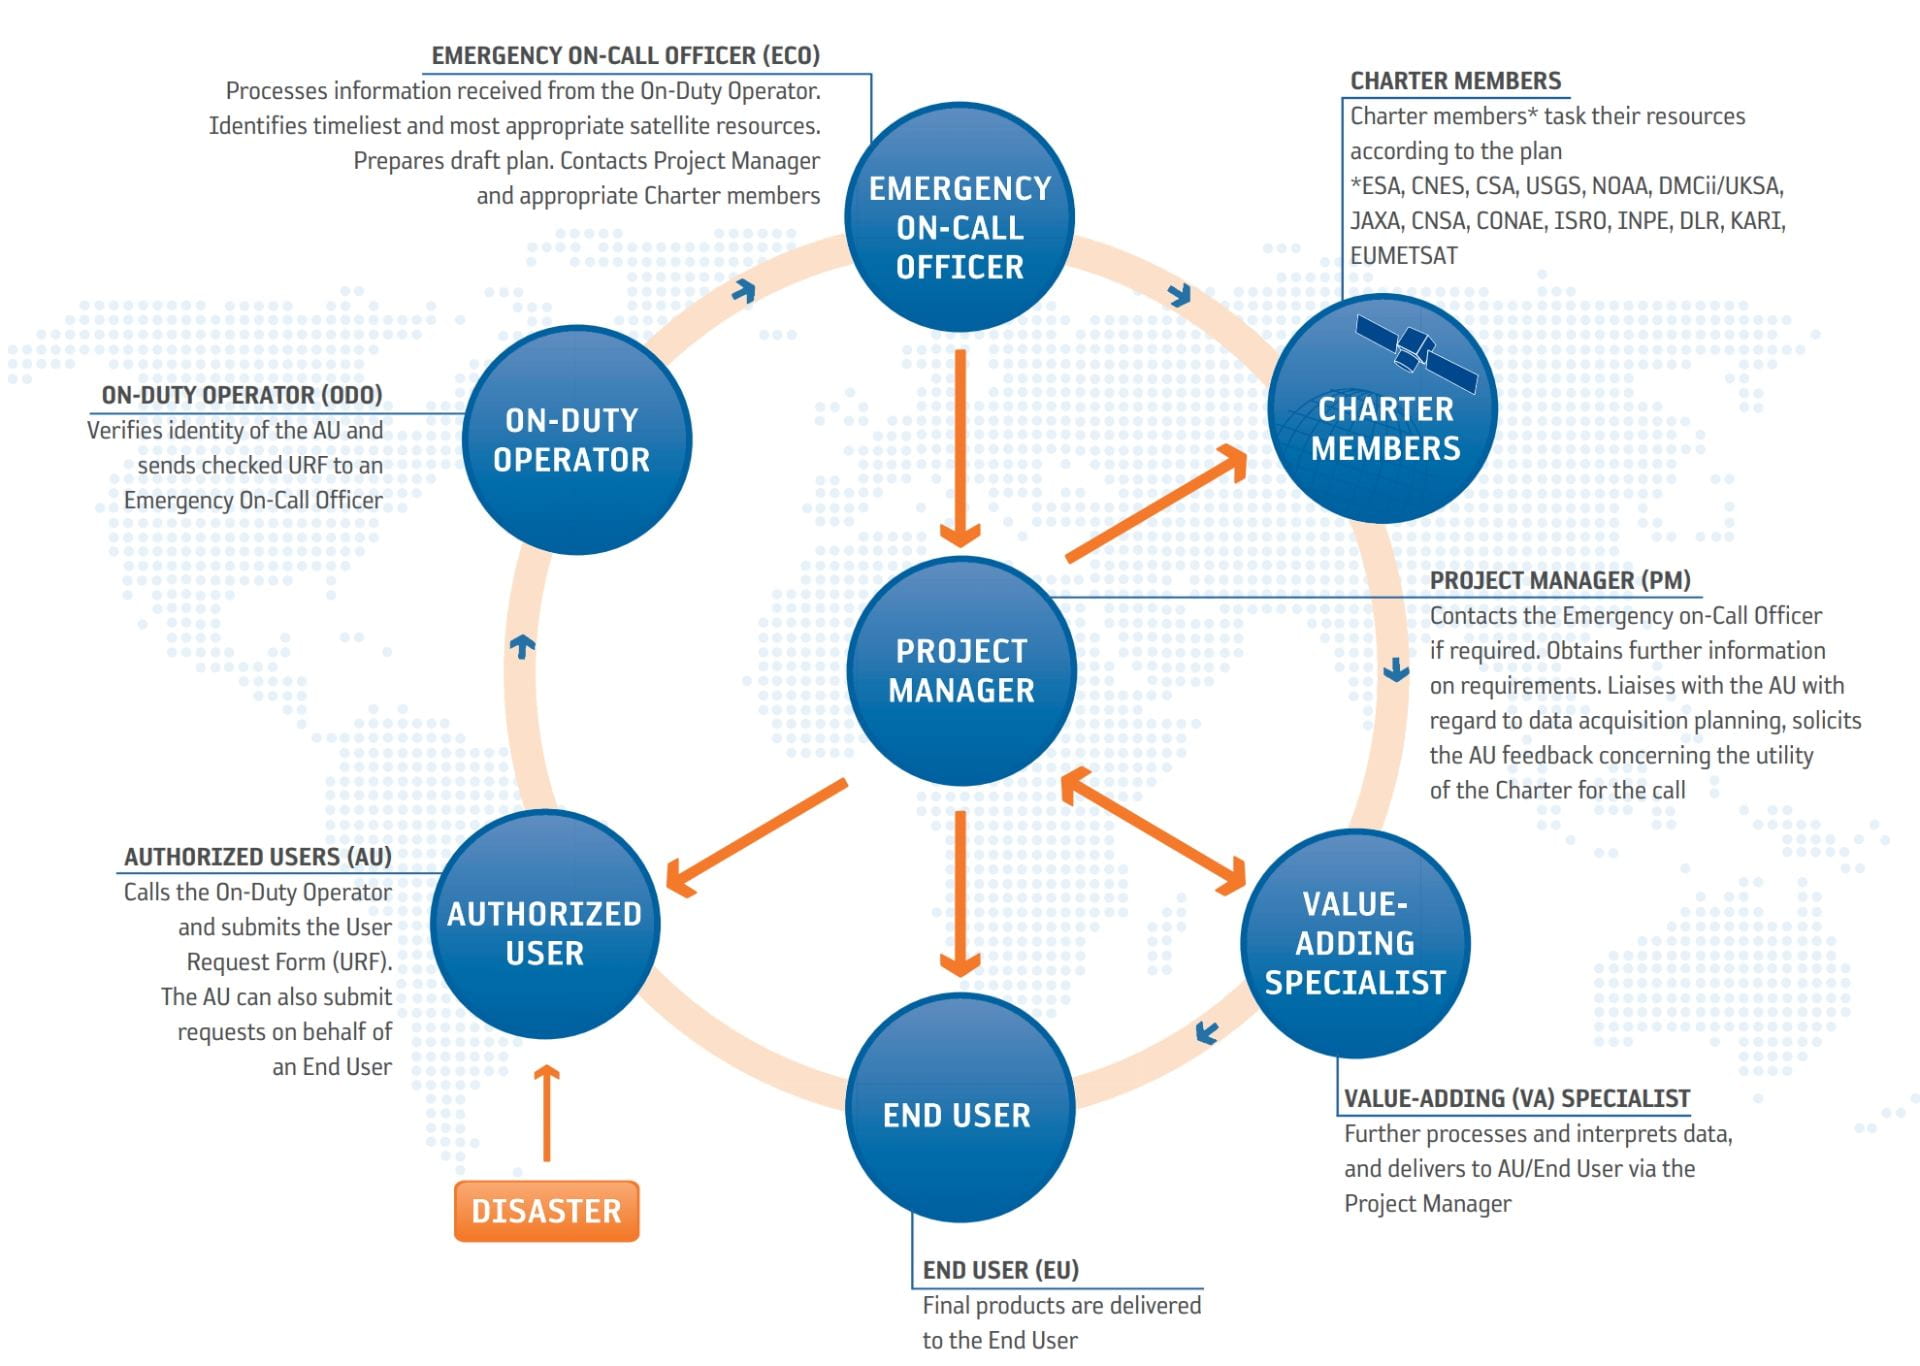 EMERGENCY ON-CALL OFFICER (ECO)
Processes information received from the On-Duty Operator.
Identifies timeliest and most appropriate satellite resources.
Prepares draft plan. Contacts Project Manager
and appropriate Charter members
CHARTER MEMBERS
Charter members* task their resources
according to the plan
*ESA, CNES, CSA, USGS, NOAA, DMCii/UKSA,
JAXA, CNSA, CONAE, ISRO, INPE, DLR, KARI,
EUMETSAT
EMERGENCY
ON-CALL
OFFICER
ON-DUTY OPERATOR (ODO)
Verifies identity of the AU and
sends checked URF to an
Emergency On-Call Officer
ON-DUTY
OPERATOR
CHARTER
MEMBERS
PROJECT
MANAGER
PROJECT MANAGER (PM)
Contacts the Emergency on-Call Officer
if required. Obtains further information
on requirements. Liaises with the AU with
regard to data acquisition planning, solicits
the AU feedback concerning the utility
of the Charter for the call
AUTHORIZED USERS (AU)
Calls the On-Duty Operator
and submits the User
Request Form (URF).
The AU can also submit
requests on behalf of
an End User
AUTHORIZED
USER
VALUE-
ADDING
SPECIALIST
END USER
VALUE-ADDING (VA) SPECIALIST
Further processes and interprets data,
and delivers to AU/End User via the
Project Manager
DISASTER
END USER (EU)
Final products are delivered
to the End User